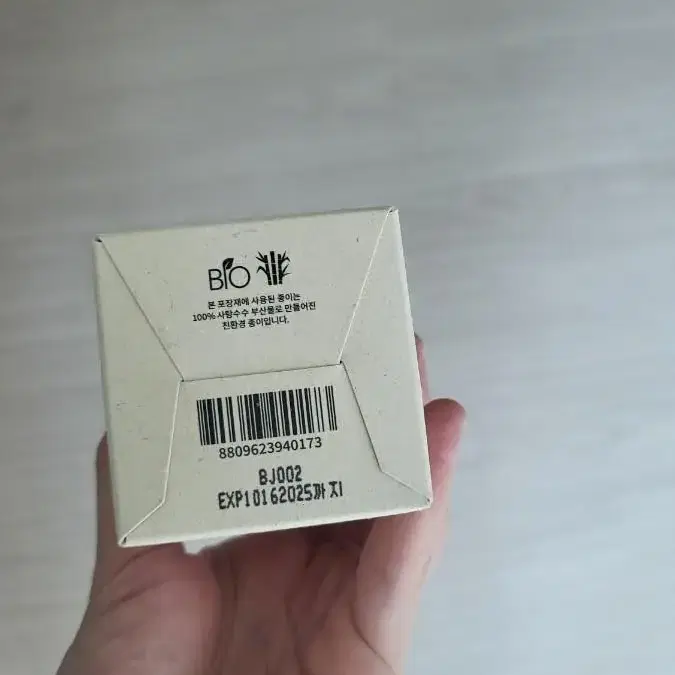 BIO
본 포장재에 사용된 종이는
100% 사탕수수 부산물로 만들어진
친환경 종이입니다.
8809623940173
BJ002
EXP10162025까지